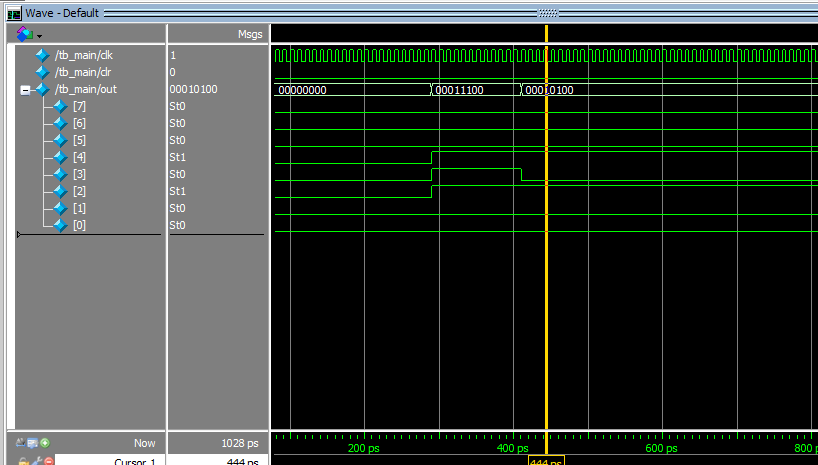 Wave - Default
Msgs
/tb_main/clk 1
/tb_main/clr 0
/tb_main/out 00010100 00000000 00011100 00010100
[7] St0
[6] St0
[5] St0
[4] St1
[3] St0
[2] St1
[1] St0
[0] St0
Now 1028 ps 200 ps 400 ps 600 ps 800 p
Cursor 1 444 ps 444 ps